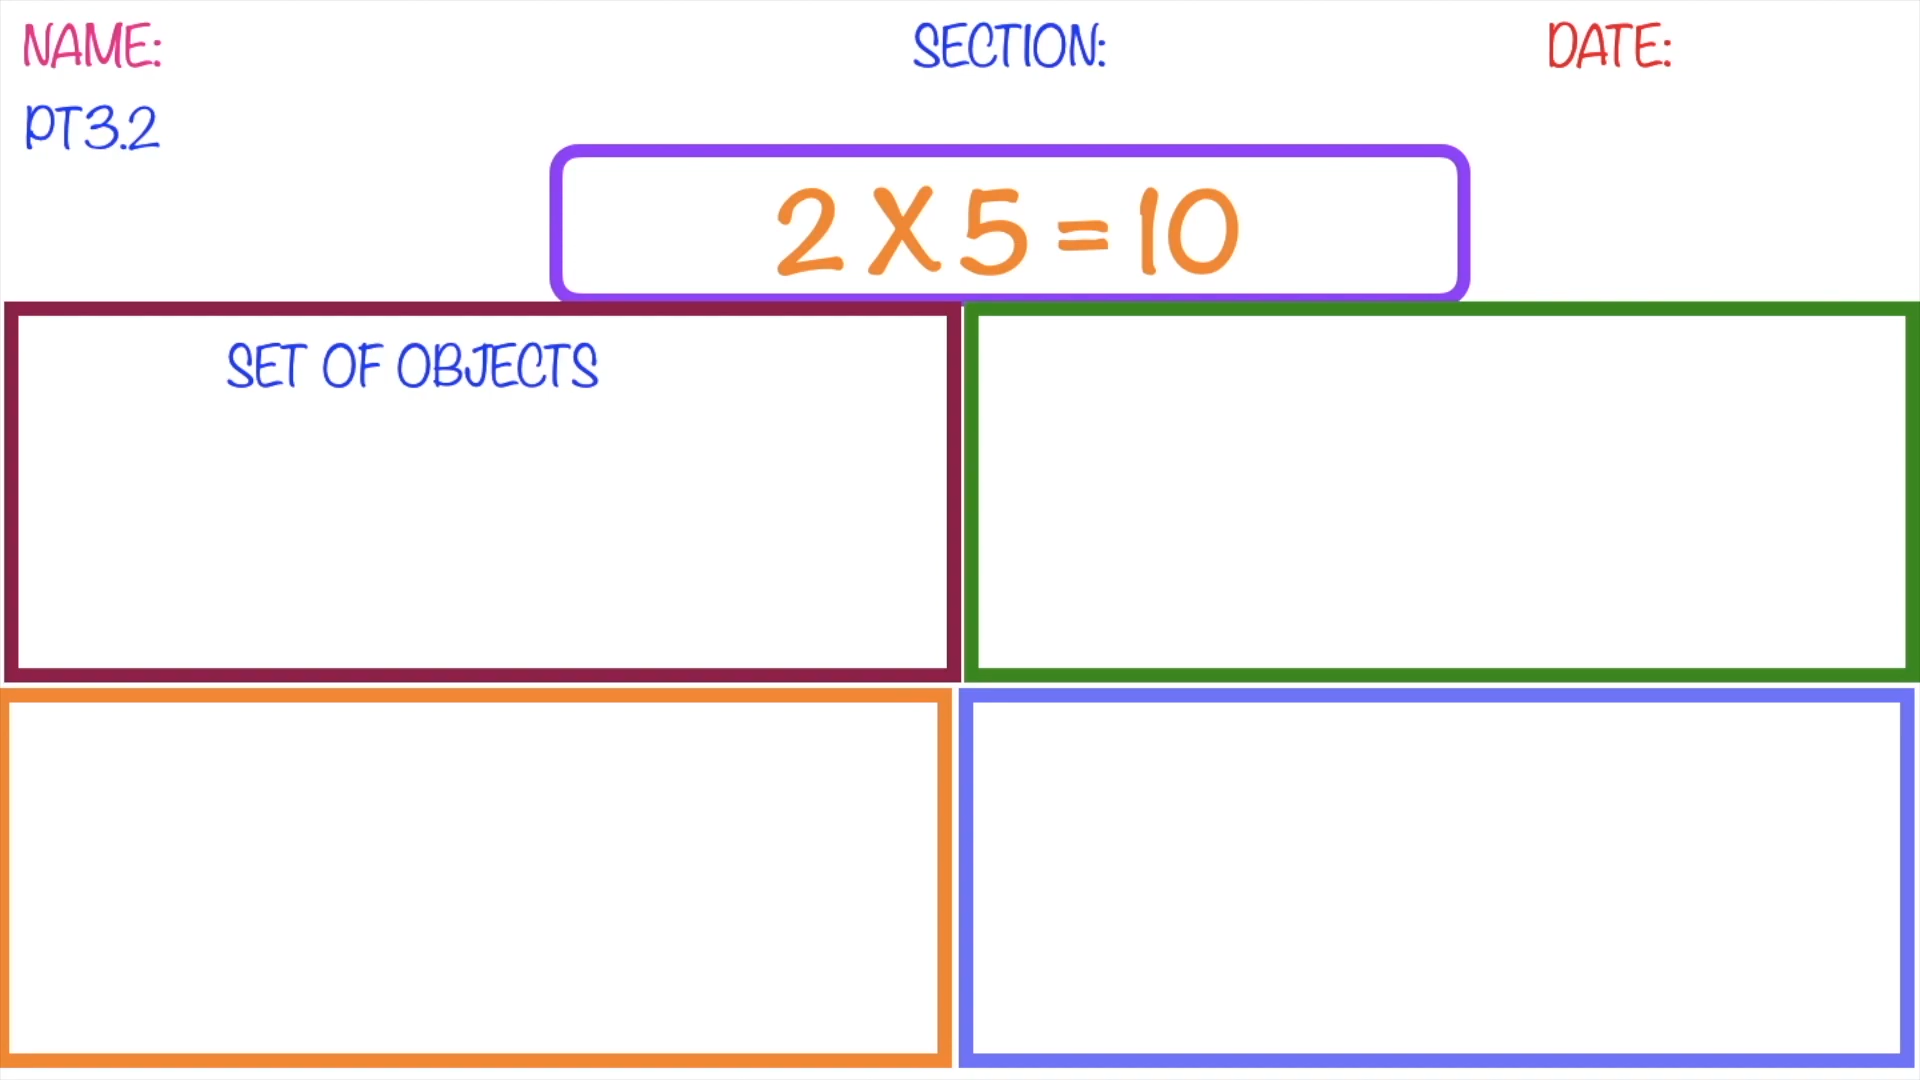 NAME: SECTION: DATE:
PT3.2
2 X 5 = 10
SET OF OBJECTS